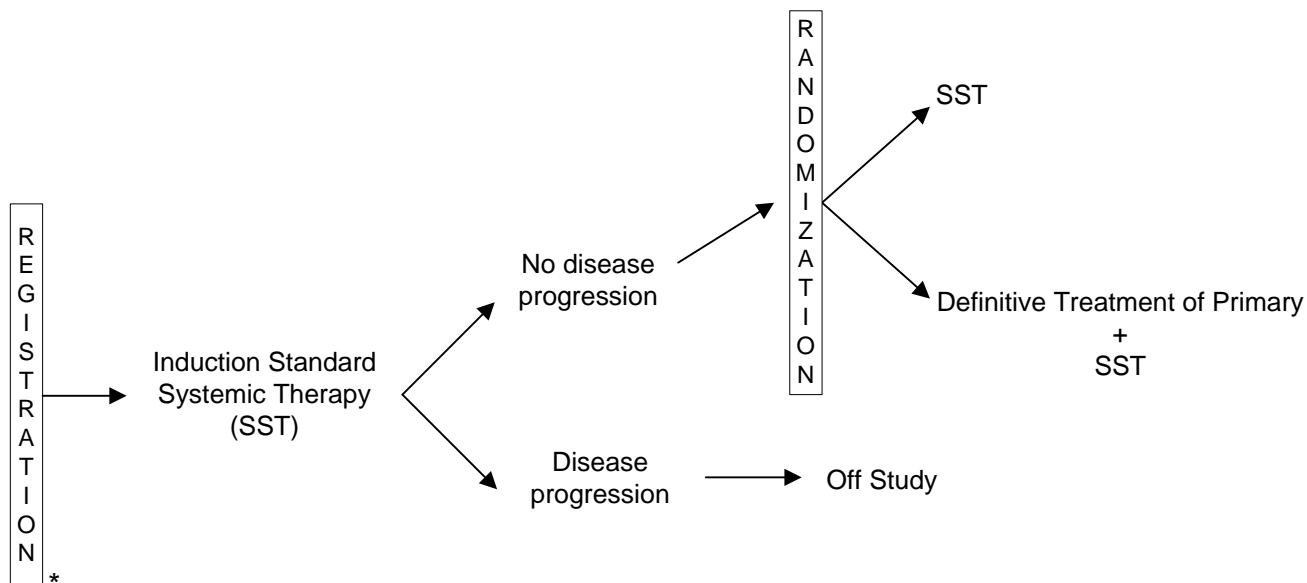 REGISTRATION
*
Induction Standard
Systemic Therapy
(SST)
No disease
progression
Disease
progression
Off Study
RANDOMIZATION
SST
Definitive Treatment of Primary
+
SST